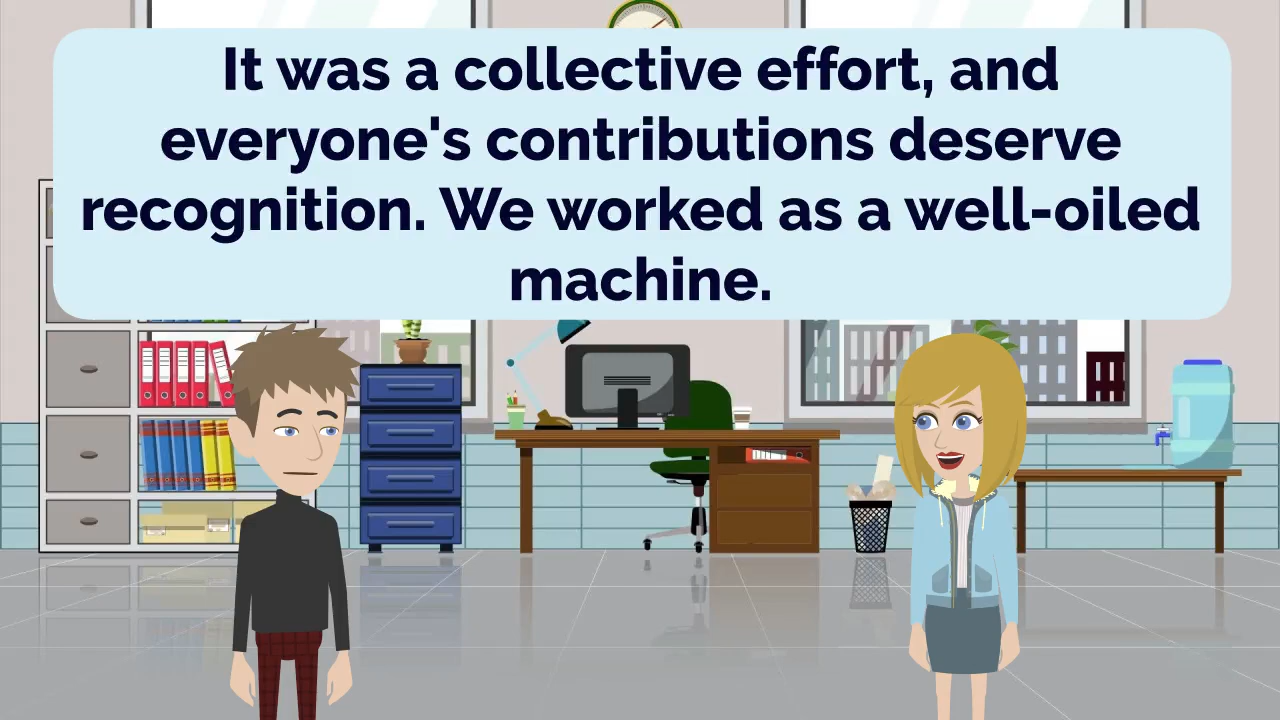 It was a collective effort, and
everyone's contributions deserve
recognition. We worked as a well-oiled
machine.